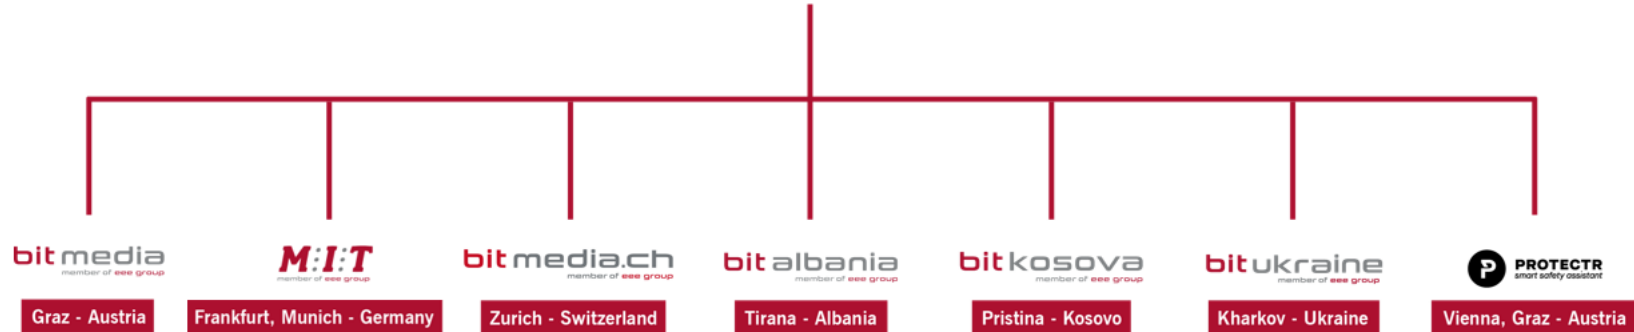 bit media
member of eee group
Graz - Austria
M:I:T
member of eee group
Frankfurt, Munich - Germany
bit media.ch
member of eee group
Zurich - Switzerland
bit albania
member of eee group
Tirana - Albania
bit kosova
member of eee group
Pristina - Kosovo
bit ukraine
member of eee group
Kharkov - Ukraine
P PROTECTR
smart safety assistant
Vienna, Graz - Austria